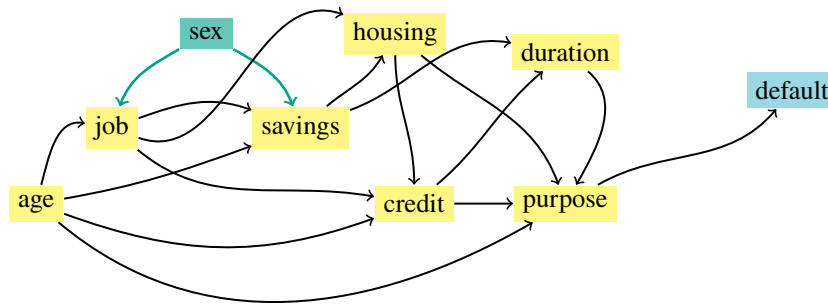 sex
housing
duration
default
job
savings
age
credit
purpose